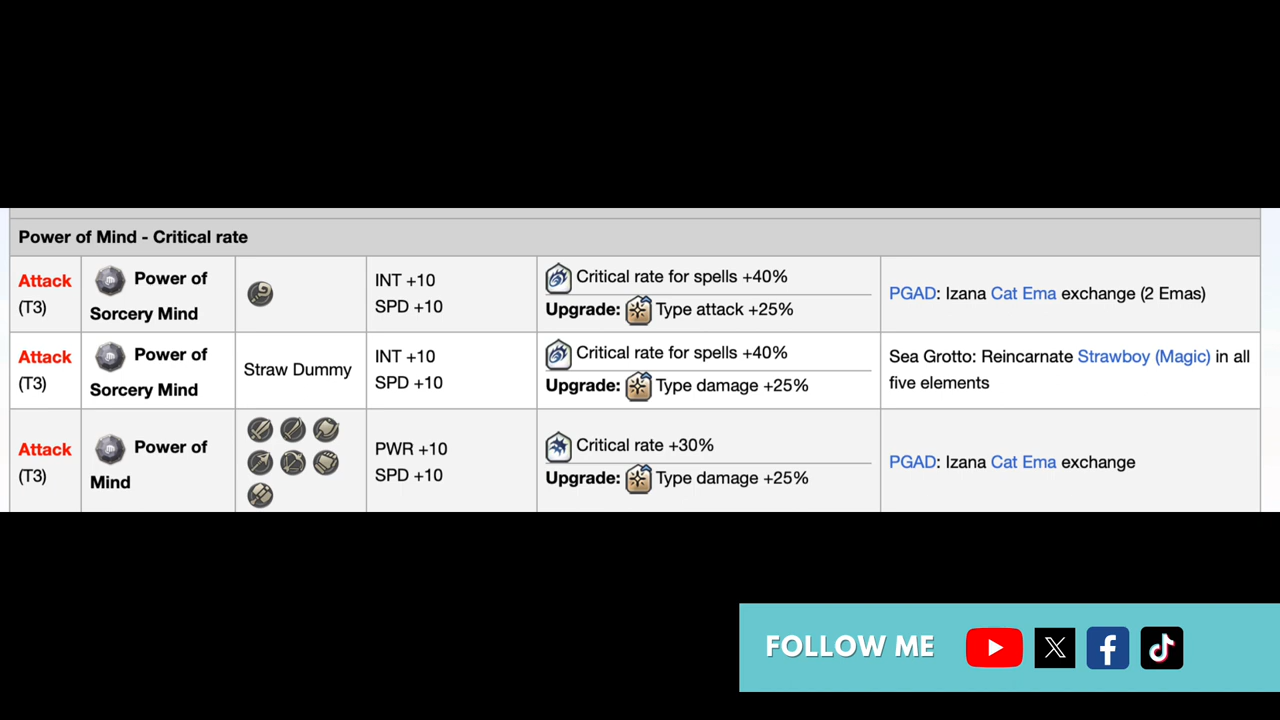 Power of Mind - Critical rate
Attack
(T3)
Power of
Sorcery Mind
INT +10
SPD +10
Critical rate for spells +40%
Upgrade: Type attack +25%
PGAD: Izana Cat Ema exchange (2 Emas)
Attack
(T3)
Power of
Sorcery Mind
Straw Dummy
INT +10
SPD +10
Critical rate for spells +40%
Upgrade: Type damage +25%
Sea Grotto: Reincarnate Strawboy (Magic) in all
five elements
Attack
(T3)
Power of
Mind
PWR +10
SPD +10
Critical rate +30%
Upgrade: Type damage +25%
PGAD: Izana Cat Ema exchange
FOLLOW ME